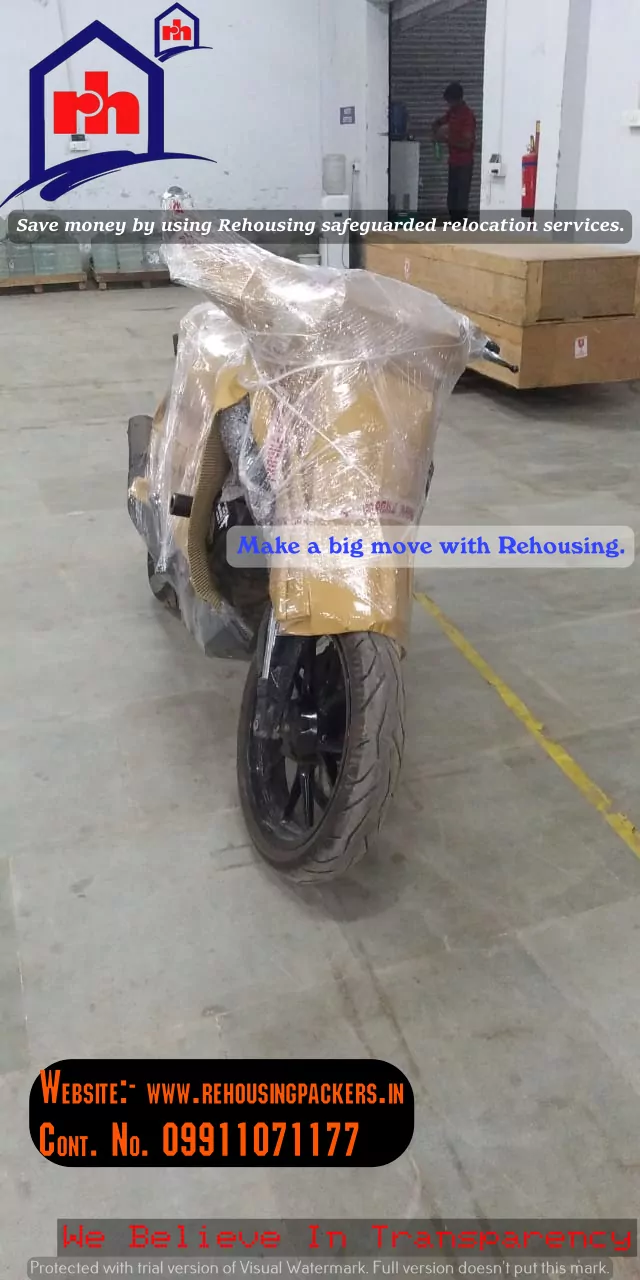 rh
rh
Save money by using Rehousing safeguarded relocation services.
Make a big move with Rehousing.
Website:- www.rehousingpackers.in
Cont. No. 09911071177
We Believe In Transparency
Protected with trial version of Visual Watermark. Full version doesn't put this mark.